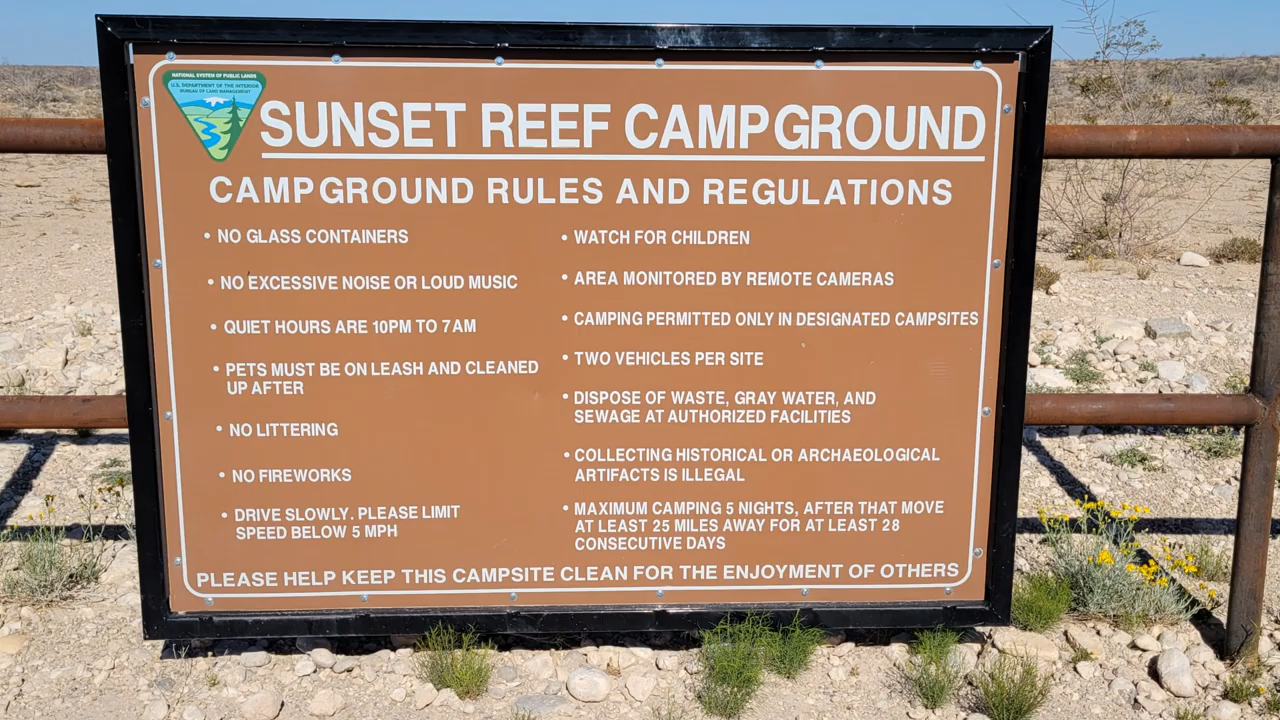 NATIONAL SYSTEM OF PUBLIC LANDS
U.S. DEPARTMENT OF THE INTERIOR
BUREAU OF LAND MANAGEMENT
SUNSET REEF CAMPGROUND
CAMPGROUND RULES AND REGULATIONS
• NO GLASS CONTAINERS
• NO EXCESSIVE NOISE OR LOUD MUSIC
• QUIET HOURS ARE 10PM TO 7AM
• PETS MUST BE ON LEASH AND CLEANED
UP AFTER
• NO LITTERING
• NO FIREWORKS
• DRIVE SLOWLY. PLEASE LIMIT
SPEED BELOW 5 MPH
• WATCH FOR CHILDREN
• AREA MONITORED BY REMOTE CAMERAS
• CAMPING PERMITTED ONLY IN DESIGNATED CAMPSITES
• TWO VEHICLES PER SITE
• DISPOSE OF WASTE, GRAY WATER, AND
SEWAGE AT AUTHORIZED FACILITIES
• COLLECTING HISTORICAL OR ARCHAEOLOGICAL
ARTIFACTS IS ILLEGAL
• MAXIMUM CAMPING 5 NIGHTS, AFTER THAT MOVE
AT LEAST 25 MILES AWAY FOR AT LEAST 28
CONSECUTIVE DAYS
PLEASE HELP KEEP THIS CAMPSITE CLEAN FOR THE ENJOYMENT OF OTHERS